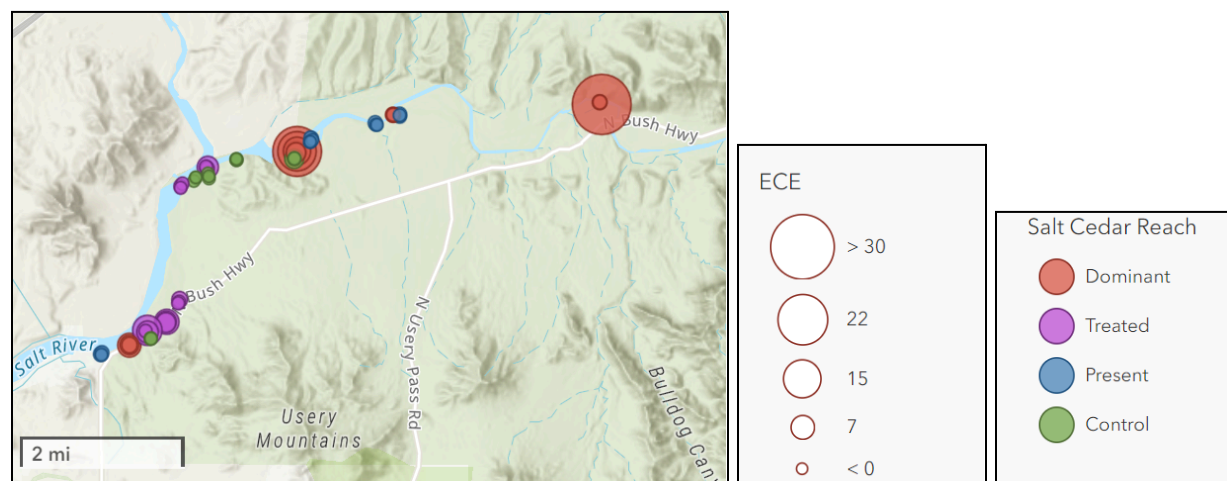 N Bush Hwy
N Bush Hwy
N Usery Pass Rd
Salt River
Usery
Mountains
Bulldog Cany
2 mi
ECE
> 30
22
15
7
< 0
Salt Cedar Reach
Dominant
Treated
Present
Control